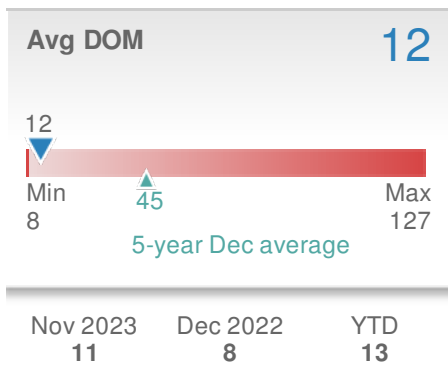 Avg DOM 12
12
Min Max
8 45 127
5-year Dec average
Nov 2023 Dec 2022 YTD
11 8 13